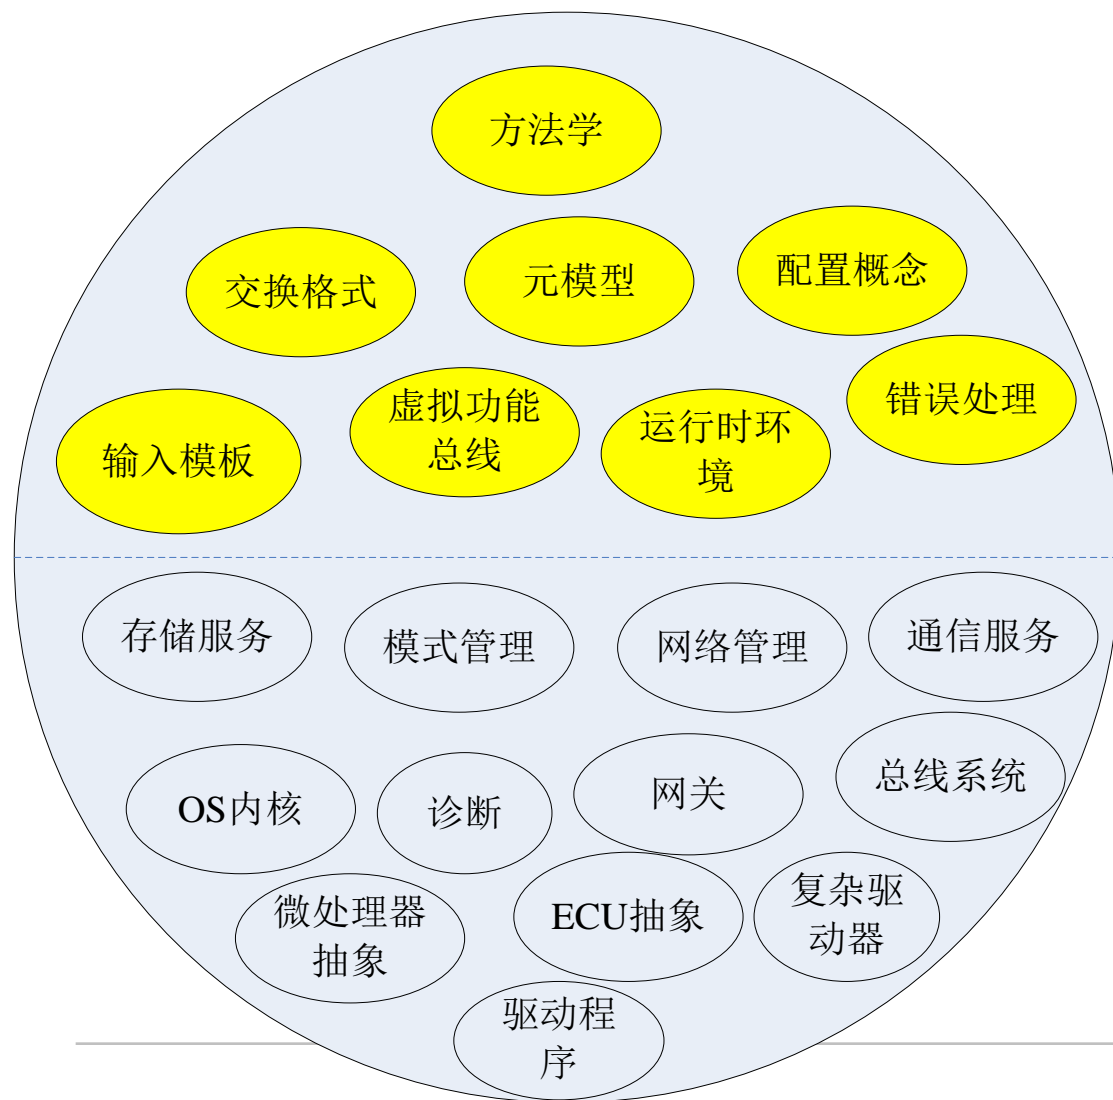 方法学
交换格式
元模型
配置概念
输入模板
虚拟功能
总线
运行时环
境
错误处理
存储服务
模式管理
网络管理
通信服务
OS内核
诊断
网关
总线系统
微处理器
抽象
ECU抽象
复杂驱
动器
驱动程
序